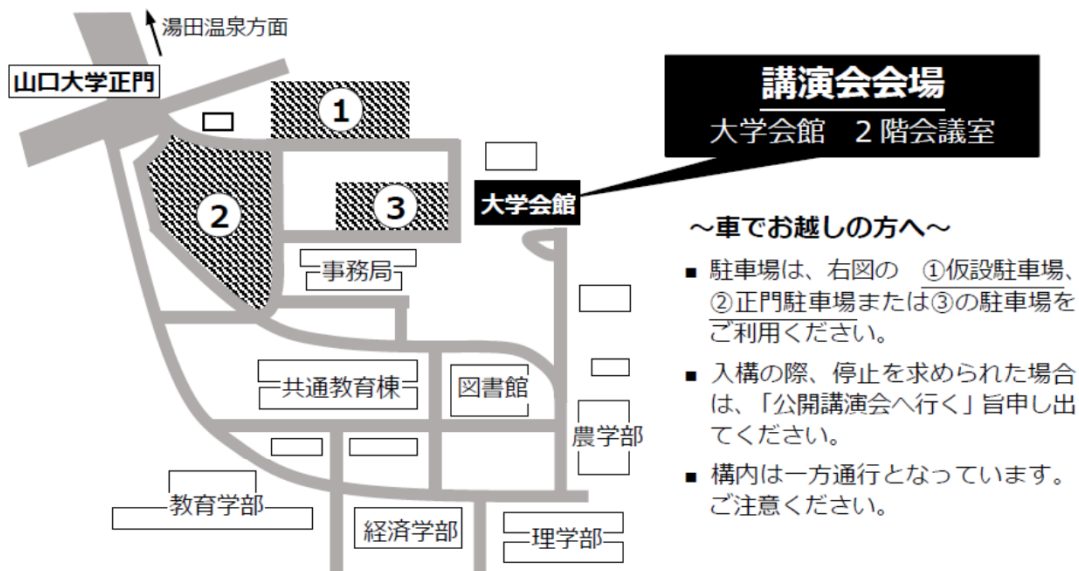 湯田温泉方面
山口大学正門
①
②
③
大学会館
事務局
共通教育棟
図書館
農学部
教育学部
経済学部
理学部
講演会会場
大学会館　２階会議室
～車でお越しの方へ～
■ 駐車場は、右図の　①仮設駐車場、
②正門駐車場または③の駐車場を
ご利用ください。
■ 入構の際、停止を求められた場合
は、「公開講演会へ行く」旨申し出
てください。
■ 構内は一方通行となっています。
ご注意ください。